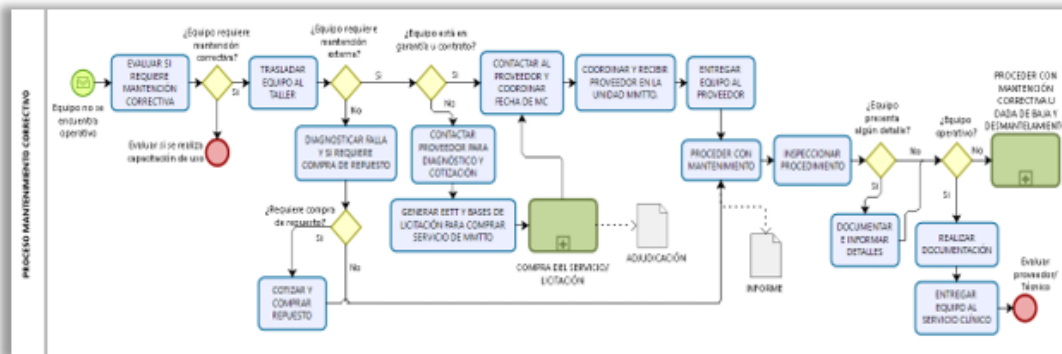 PROCESO MANTENIMIENTO CORRECTIVO
Equipo no se
encuentra
operativo
EVALUAR SI
REQUIERE
MANTENCIÓN
CORRECTIVA
¿Equipo requiere
mantención
correctiva?
Si
Evaluar si se realiza
capacitación de uso
TRASLADAR
EQUIPO AL
TALLER
¿Equipo requiere
mantención
externa?
Si
No
DIAGNOSTICAR FALLA
Y SI REQUIERE
COMPRA DE REPUESTO
¿Requiere compra
de repuesto?
Si
No
COTIZAR Y
COMPRAR
REPUESTO
¿Equipo está en
garantía u contrato?
Si
No
CONTACTAR
PROVEEDOR PARA
DIAGNÓSTICO Y
COTIZACIÓN
GENERAR EETT Y BASES DE
LICITACIÓN PARA COMPRAR
SERVICIO DE MMTTO
COMPRA DEL SERVICIO/
LICITACIÓN
ADJUDICACIÓN
CONTACTAR AL
PROVEEDOR Y
COORDINAR
FECHA DE MC
COORDINAR Y RECIBIR
PROVEEDOR EN LA
UNIDAD MMTTO.
ENTREGAR
EQUIPO AL
PROVEEDOR
PROCEDER CON
MANTENIMIENTO
INFORME
INSPECCIONAR
PROCEDIMIENTO
¿Equipo
presenta
algún detalle?
Si
No
DOCUMENTAR
E INFORMAR
DETALLES
¿Equipo
operativo?
No
Si
PROCEDER CON
MANTENCIÓN
CORRECTIVA U
DADA DE BAJA Y
DESMANTELAMIENTO
REALIZAR
DOCUMENTACIÓN
ENTREGAR
EQUIPO AL
SERVICIO CLÍNICO
Evaluar
proveedor/
Técnico